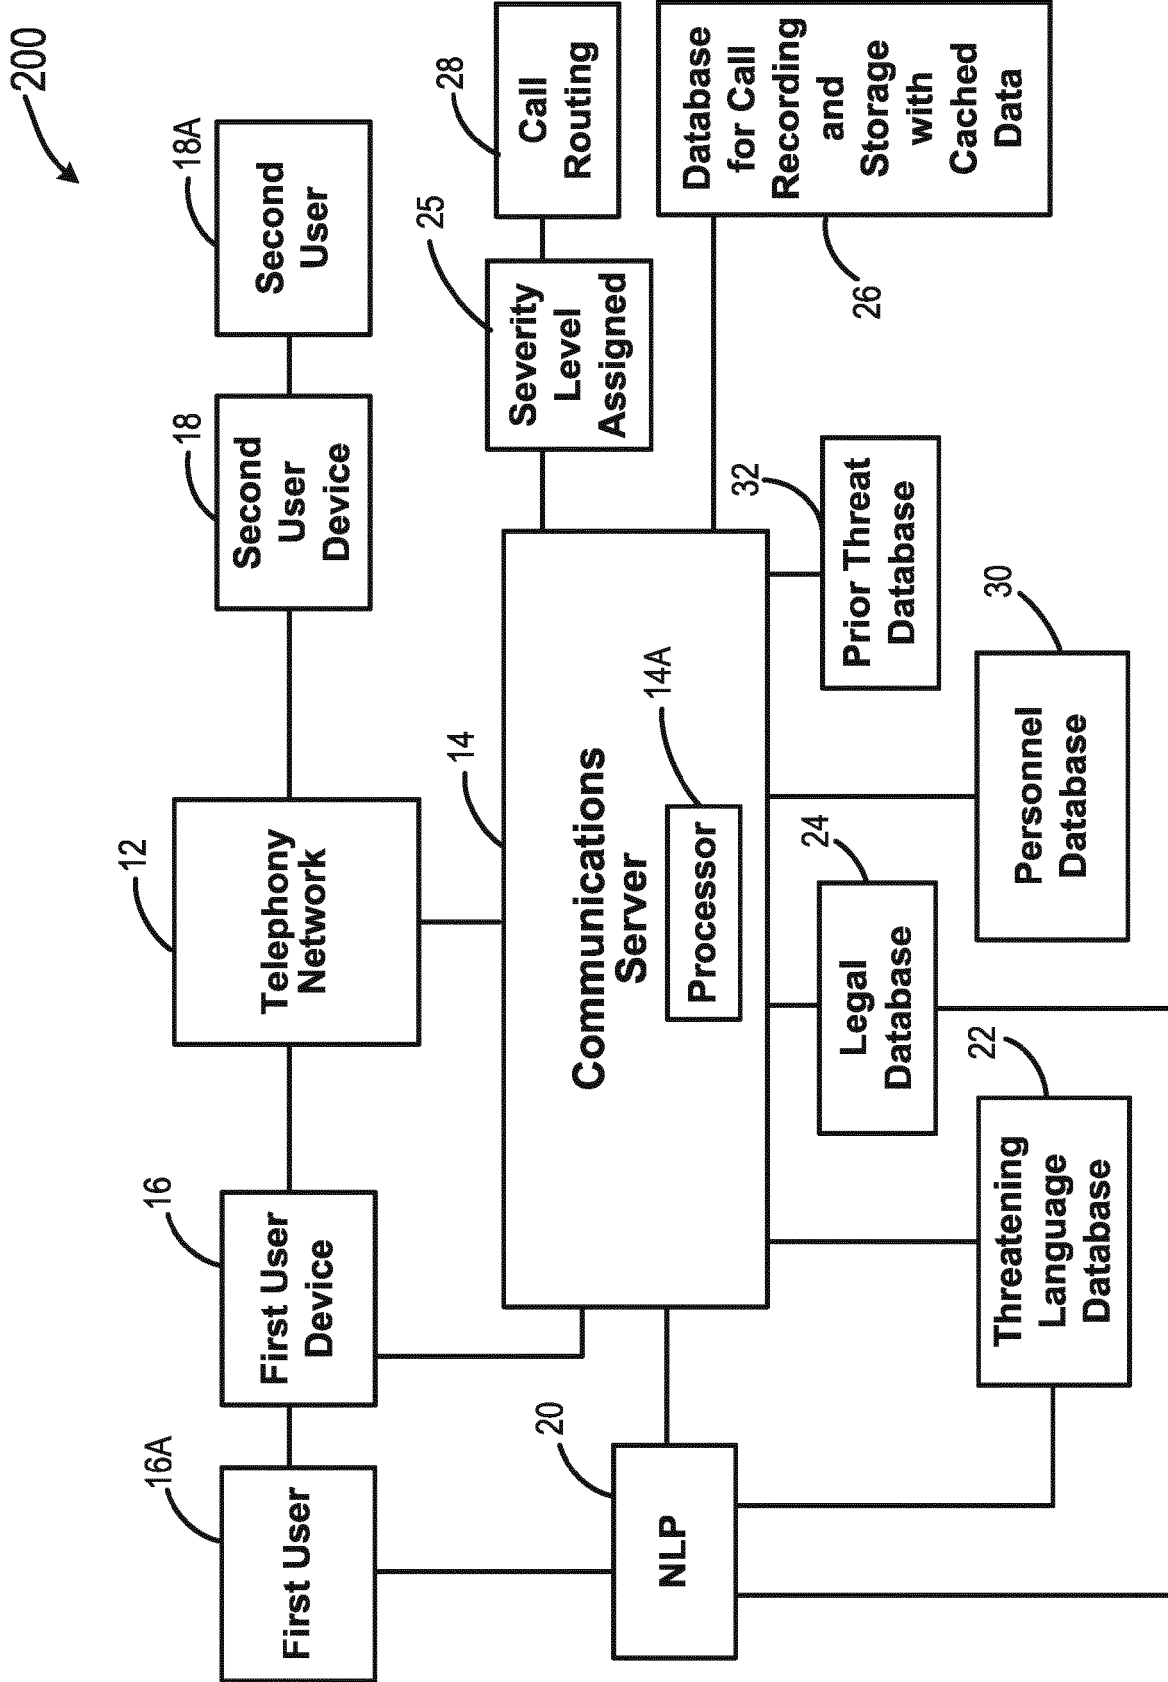 200
16A
First User
16
First User
Device
12
Telephony
Network
18
Second
User
Device
18A
Second
User
14
Communications
Server
14A
Processor
25
Severity
Level
Assigned
28
Call
Routing
20
NLP
22
Threatening
Language
Database
24
Legal
Database
30
Personnel
Database
32
Prior Threat
Database
26
Database
for Call
Recording
and
Storage
with
Cached
Data